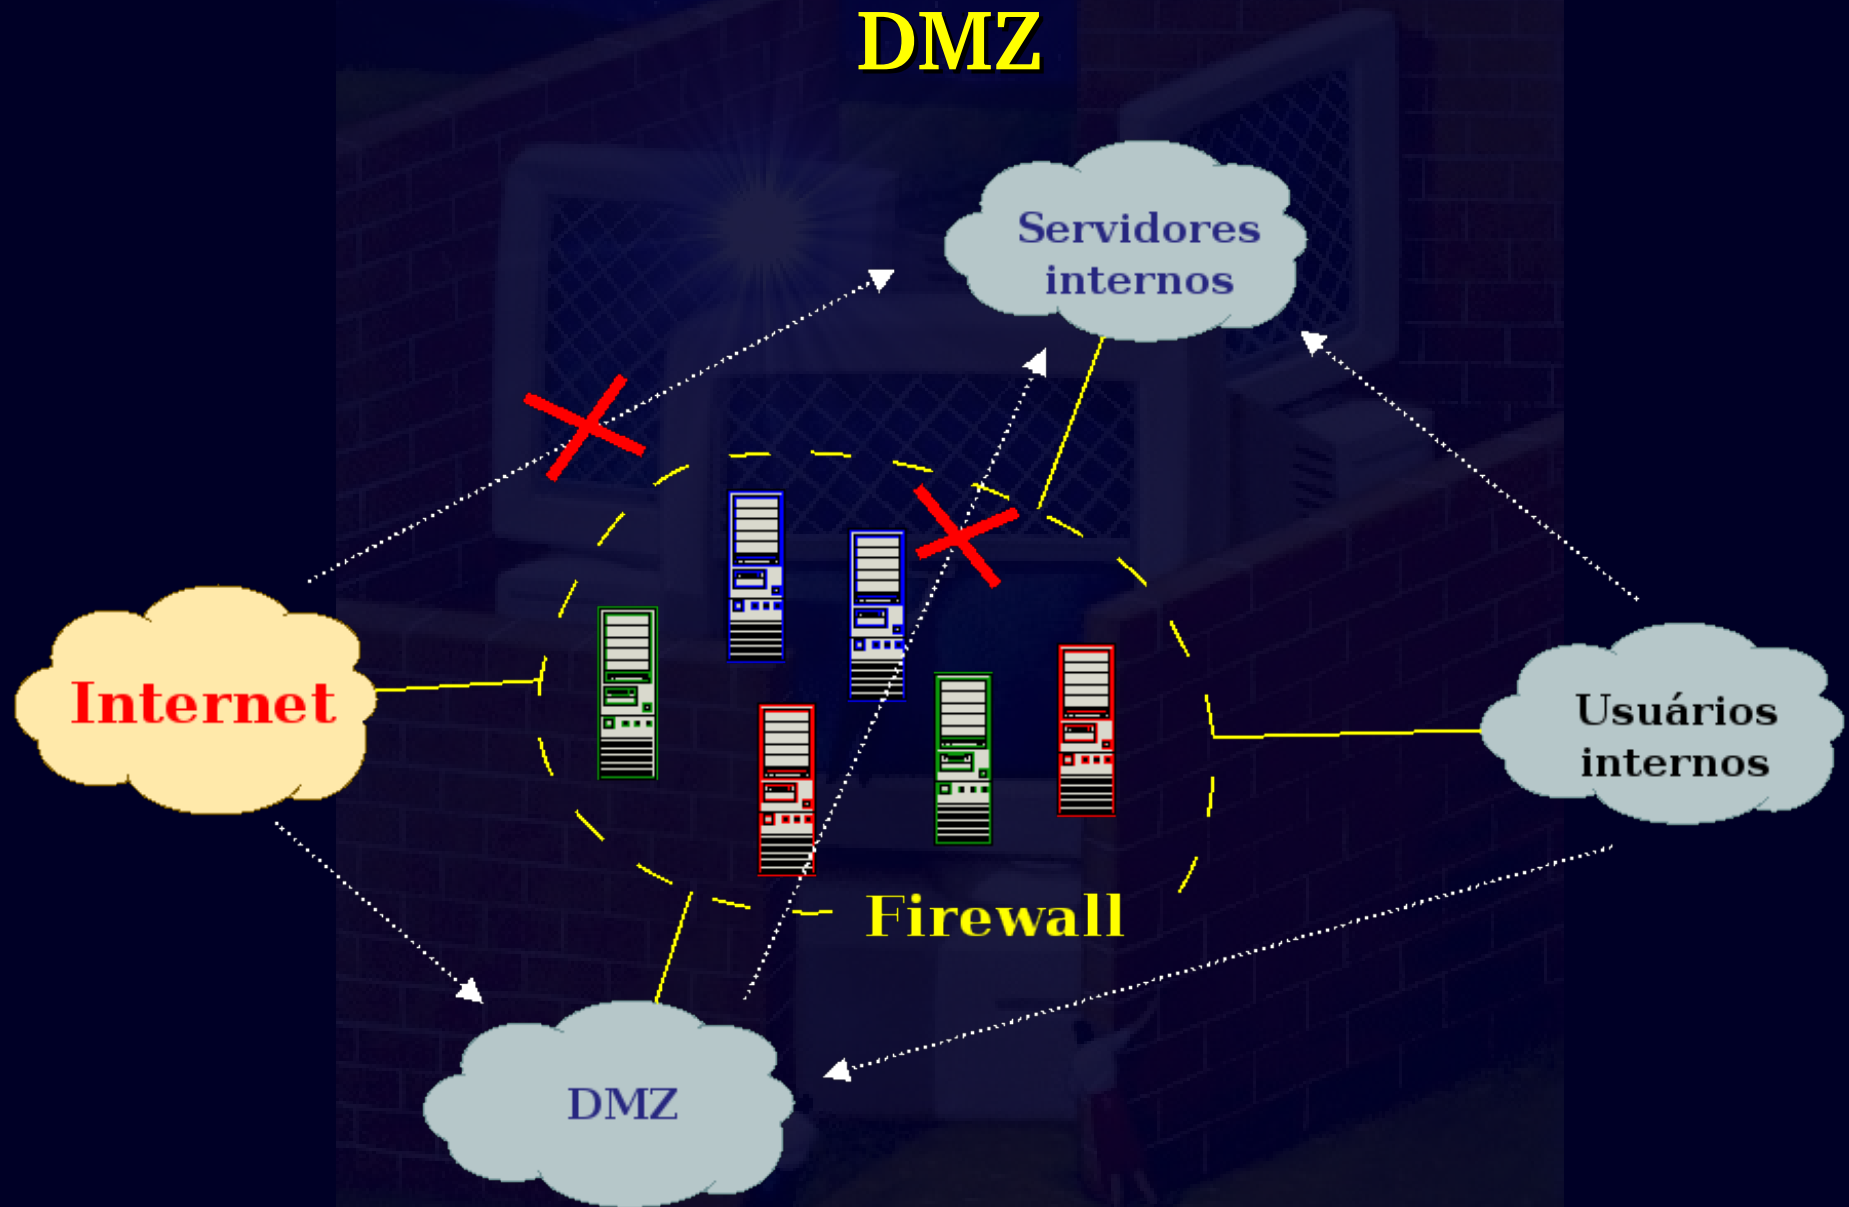 DMZ
Servidores
internos
Internet
Usuários
internos
Firewall
DMZ